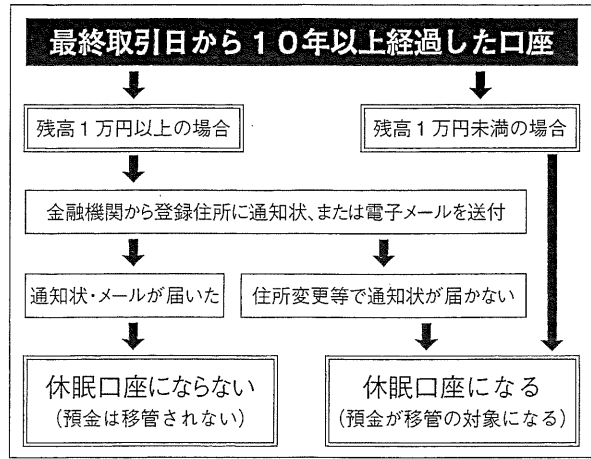 最終取引日から10年以上経過した口座
残高1万円以上の場合
残高1万円未満の場合
金融機関から登録住所に通知状、または電子メールを送付
通知状・メールが届いた
住所変更等で通知状が届かない
休眠口座にならない
(預金は移管されない)
休眠口座になる
(預金が移管の対象になる)